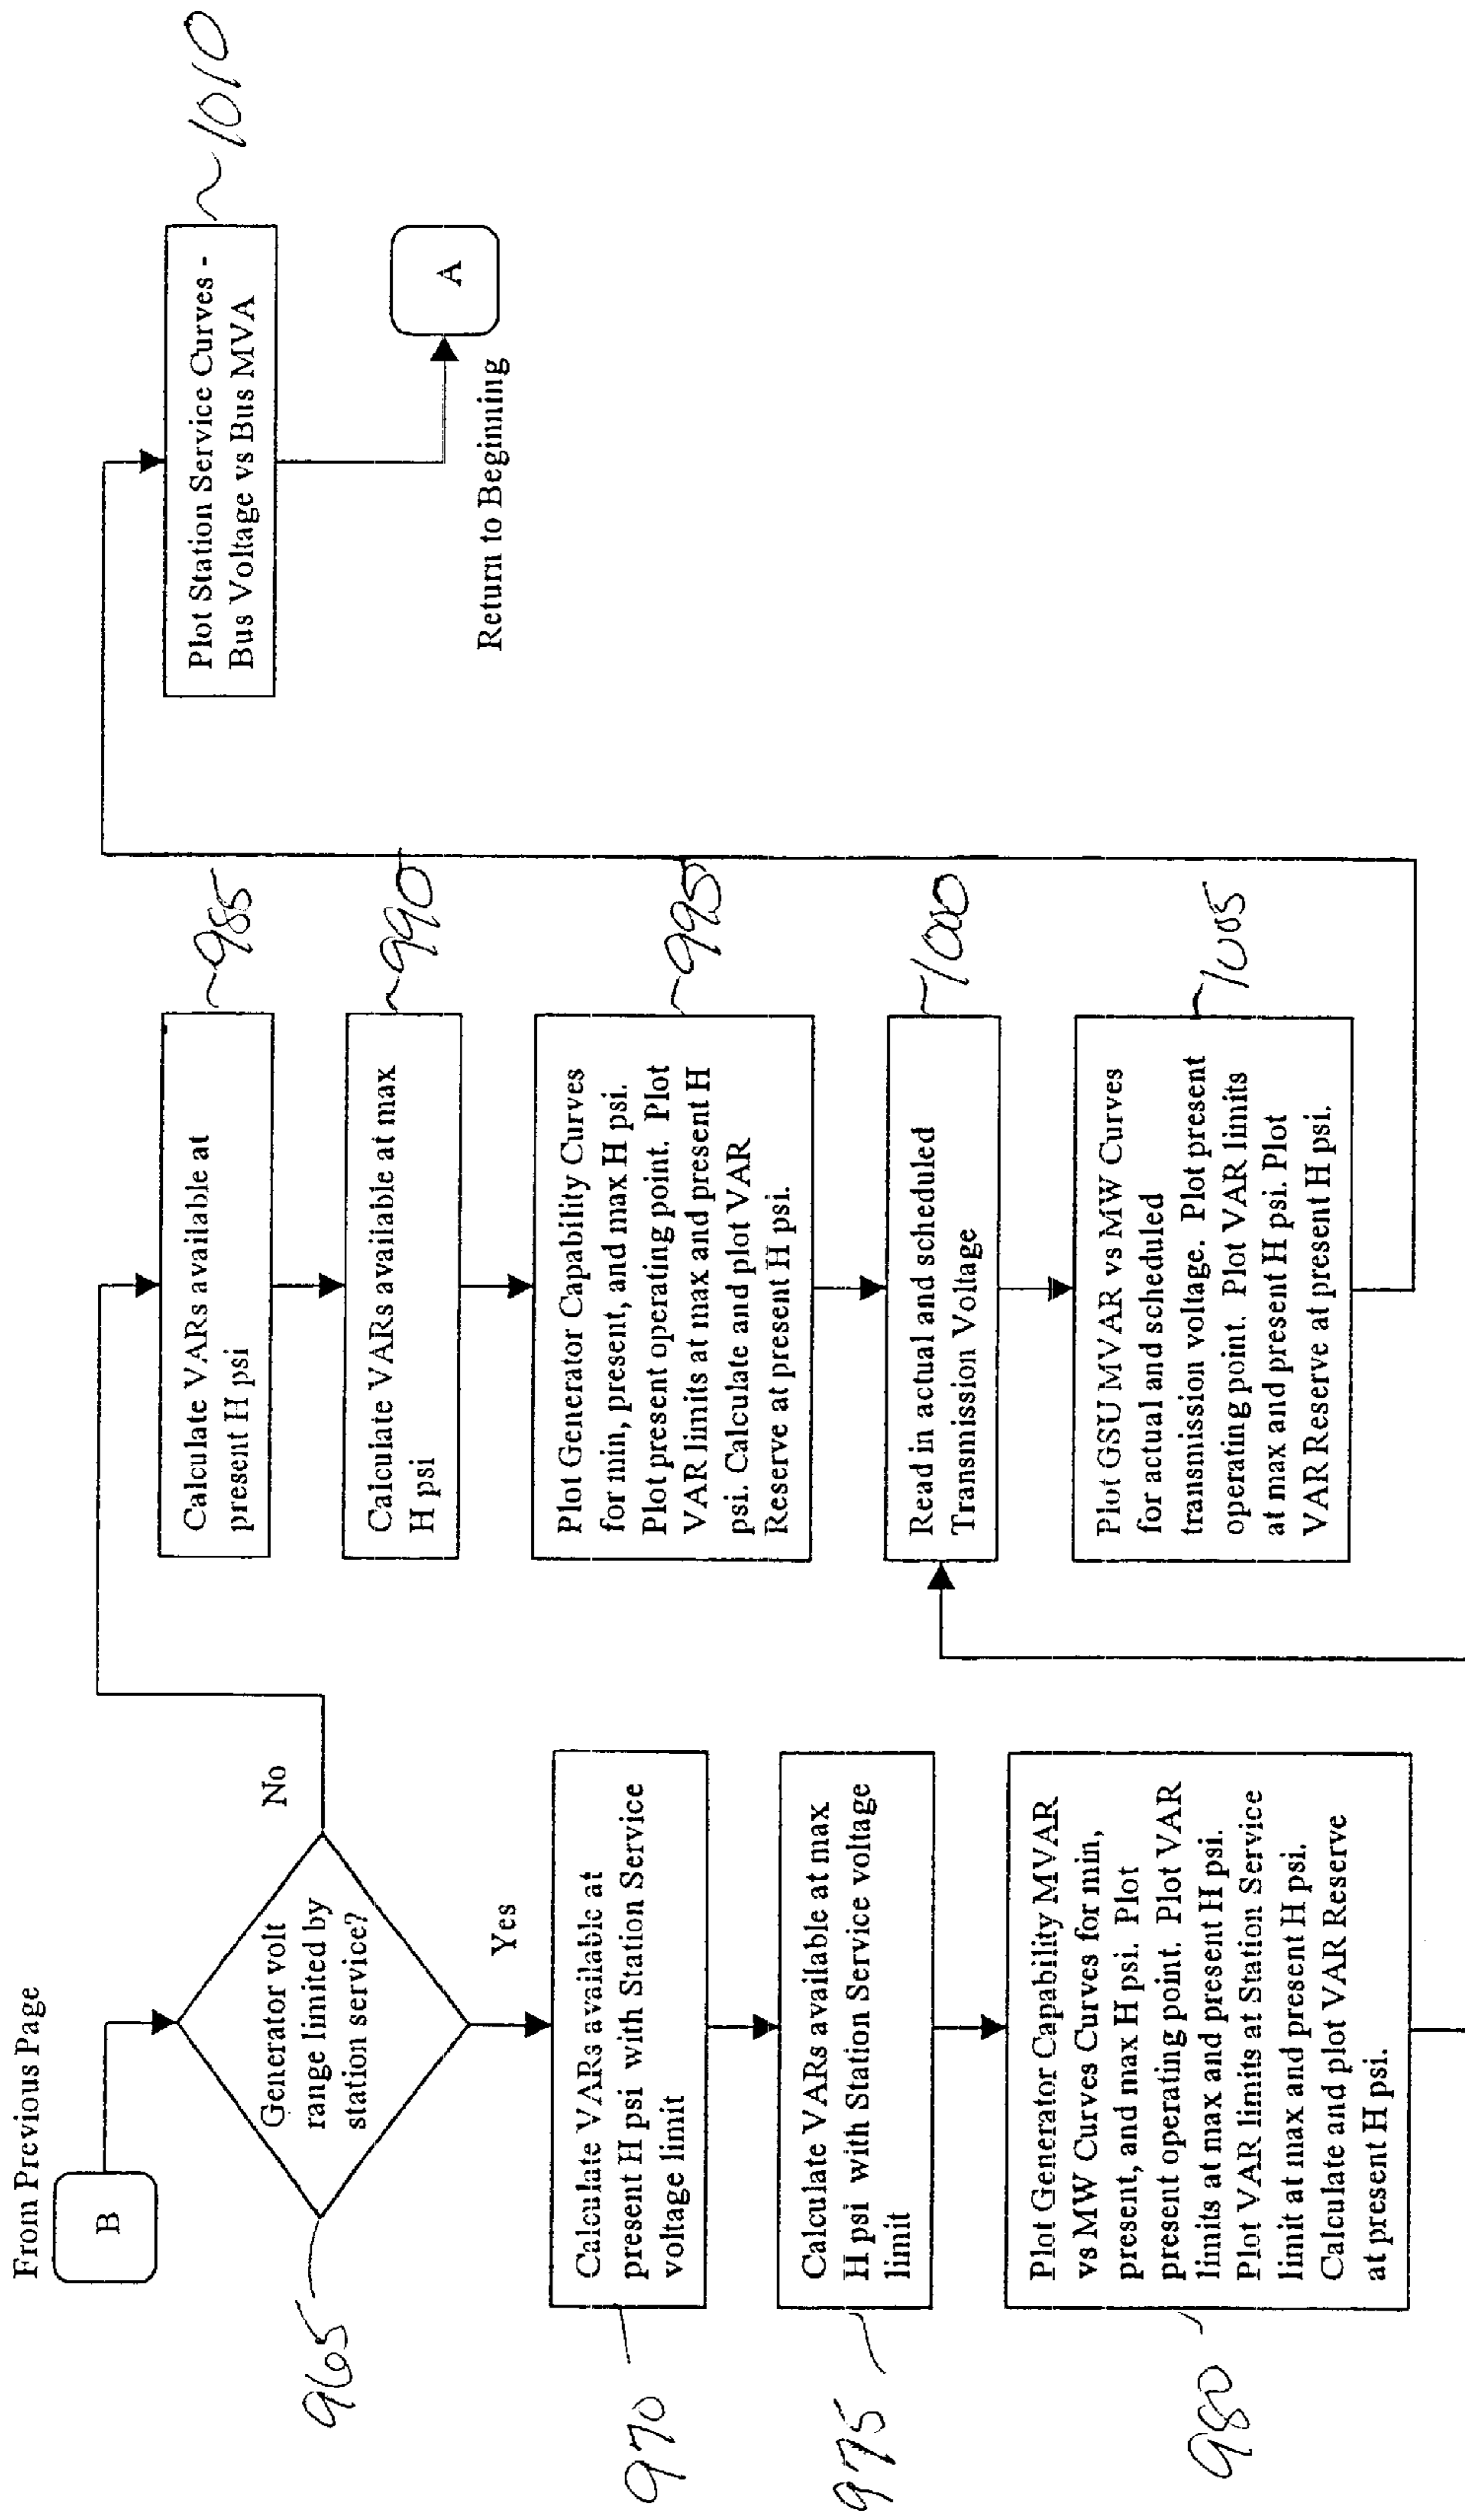 From Previous Page
B
Generator volt
range limited by
station service?
No
Yes
965
Calculate VARs available at
present H psi with Station Service
voltage limit
970
Calculate VARs available at max
H psi with Station Service voltage
limit
975
Plot Generator Capability MVAR
vs MW Curves Curves for min,
present, and max H psi. Plot
present operating point. Plot VAR
limits at max and present H psi.
Plot VAR limits at Station Service
limit at max and present H psi.
Calculate and plot VAR Reserve
at present H psi.
980
Calculate VARs available at
present H psi
985
Calculate VARs available at max
H psi
990
Plot Generator Capability Curves
for min, present, and max H psi.
Plot present operating point. Plot
VAR limits at max and present H
psi. Calculate and plot VAR
Reserve at present H psi.
995
Read in actual and scheduled
Transmission Voltage
1000
Plot GSU MVAR vs MW Curves
for actual and scheduled
transmission voltage. Plot present
operating point. Plot VAR limits
at max and present H psi. Plot
VAR Reserve at present H psi.
1005
Plot Station Service Curves -
Bus Voltage vs Bus MVA
1010
A
Return to Beginning